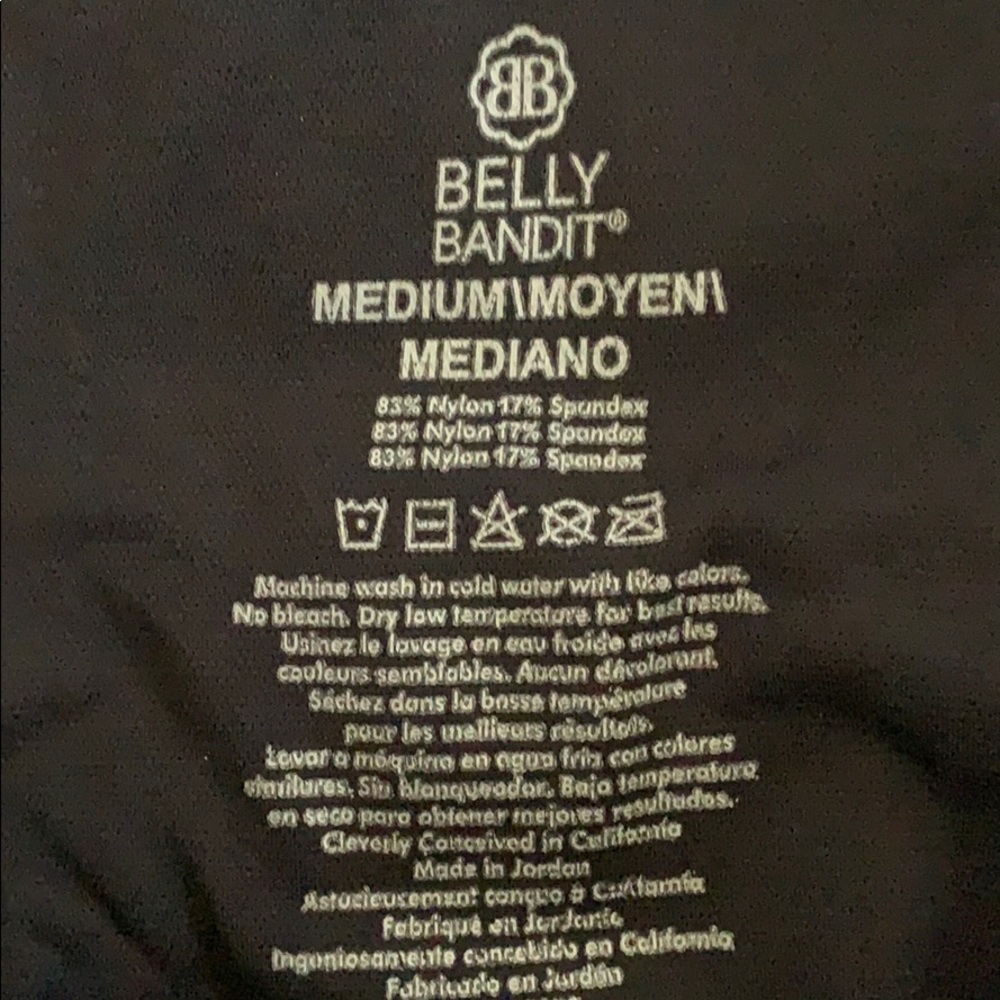 BB
BELLY
BANDIT®
MEDIUM\MOYEN\
MEDIANO
83% Nylon 17% Spandex
83% Nylon 17% Spandex
83% Nylon 17% Spandex
Machine wash in cold water with like colors.
No bleach. Dry low temperature for best results.
Usinez le lavage en eau froide avec les
couleurs semblables. Aucun décolorant.
Séchez dans la basse température
pour les meilleurs résultats.
Lavar a máquina en agua fría con colores
similares. Sin blanqueador. Baja temperatura
en seco para obtener mejores resultados.
Cleverly Conceived in California
Made in Jordan
Astucieusement conçu à California
Fabriqué en Jordanie
Ingeniosamente concebido en California
Fabricado en Jordán